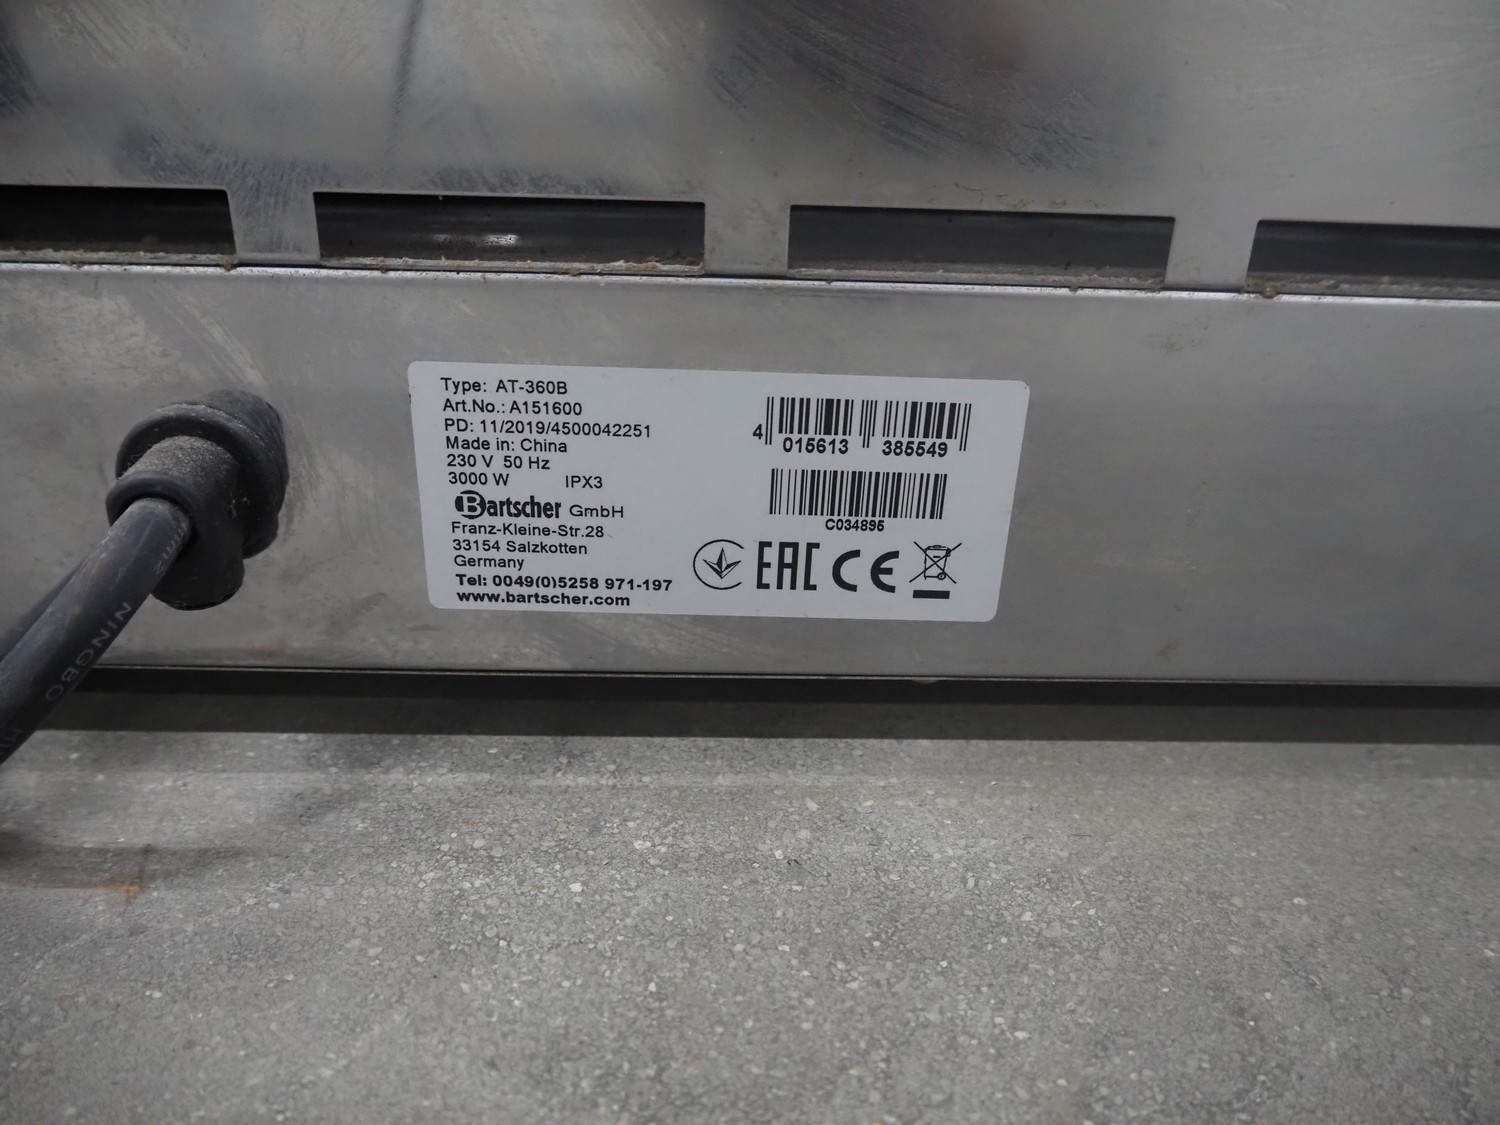 Type: AT-360B
Art.No.: A151600
PD: 11/2019/4500042251
Made in: China
230 V 50 Hz
3000 W IPX3
Bartscher GmbH
Franz-Kleine-Str.28
33154 Salzkotten
Germany
Tel: 0049(0)5258 971-197
www.bartscher.com
4 015613 385549
C034895
EAC CE
NINGBO